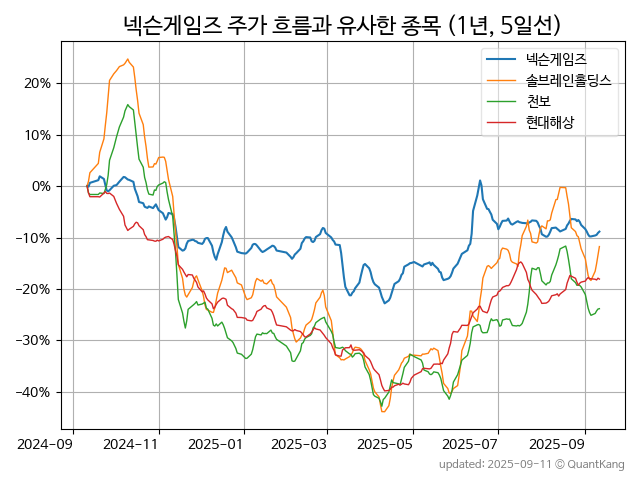 넥슨게임즈 주가 흐름과 유사한 종목 (1년, 5일선)
넥슨게임즈
솔브레인홀딩스
천보
현대해상
20%
10%
0%
−10%
−20%
−30%
−40%
2024-09
2024-11
2025-01
2025-03
2025-05
2025-07
2025-09
updated: 2025-09-11 © QuantKang